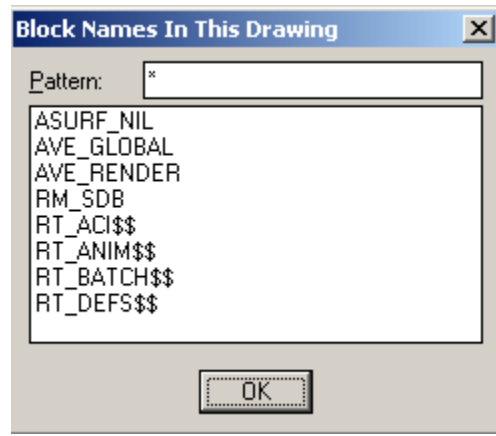 Block Names In This Drawing
Pattern: *
ASURF_NIL
AVE_GLOBAL
AVE_RENDER
RM_SDB
RT_ACI$$
RT_ANIM$$
RT_BATCH$$
RT_DEFS$$
OK